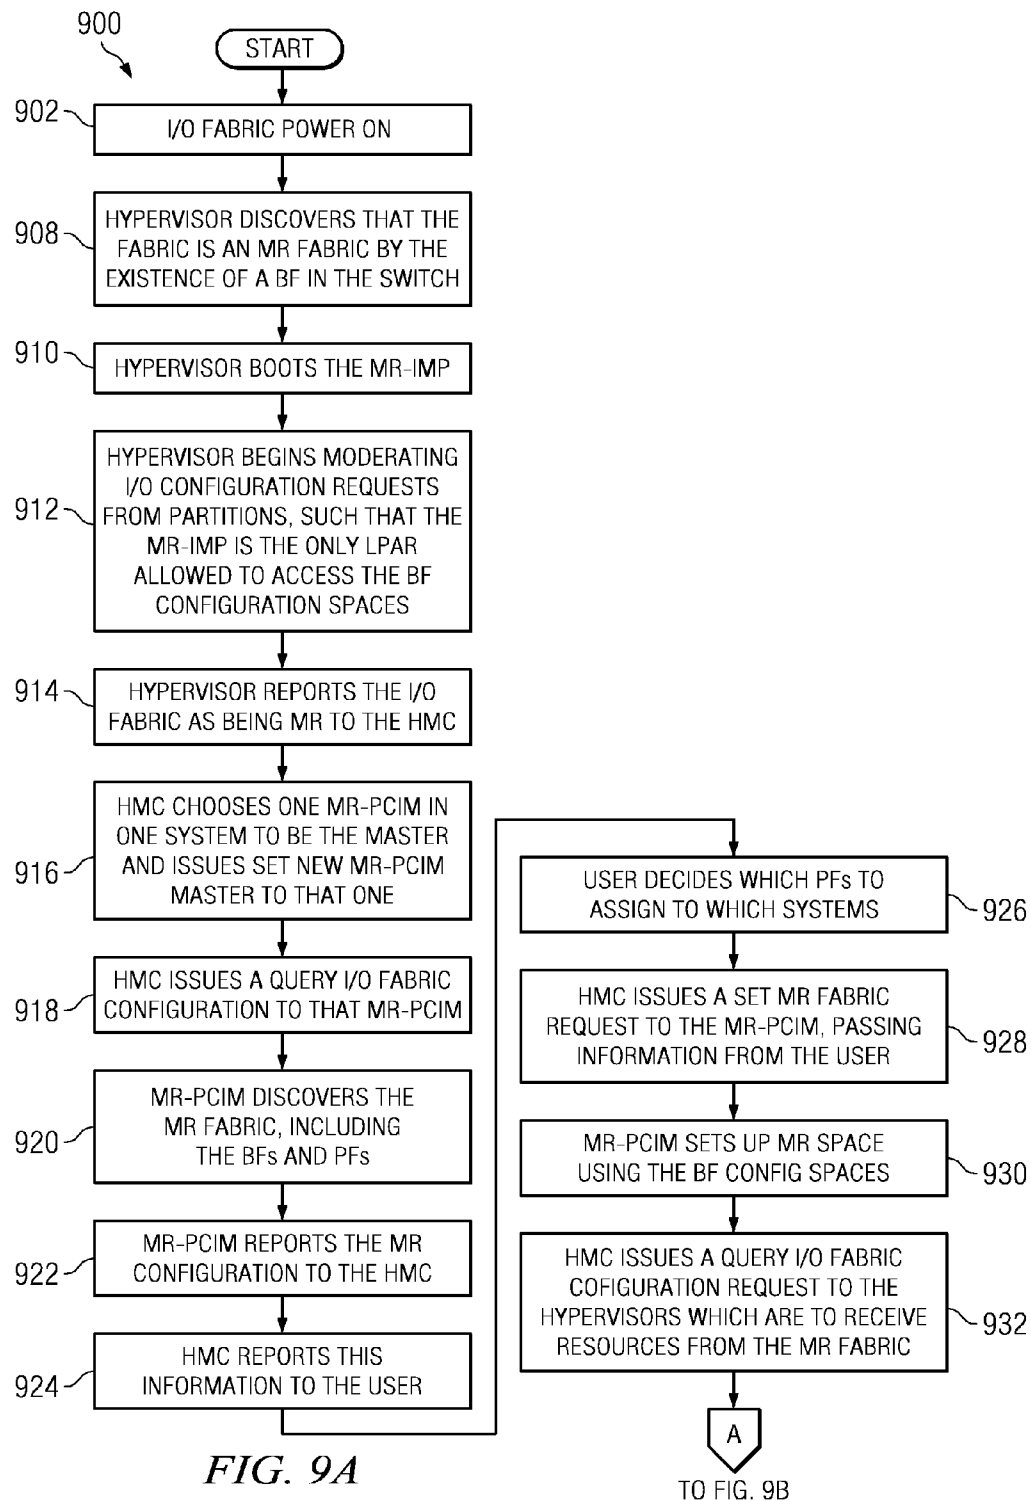 900
START
902
I/O FABRIC POWER ON
908
HYPERVISOR DISCOVERS THAT THE
FABRIC IS AN MR FABRIC BY THE
EXISTENCE OF A BF IN THE SWITCH
910
HYPERVISOR BOOTS THE MR-IMP
912
HYPERVISOR BEGINS MODERATING
I/O CONFIGURATION REQUESTS
FROM PARTITIONS, SUCH THAT THE
MR-IMP IS THE ONLY LPAR
ALLOWED TO ACCESS THE BF
CONFIGURATION SPACES
914
HYPERVISOR REPORTS THE I/O
FABRIC AS BEING MR TO THE HMC
916
HMC CHOOSES ONE MR-PCIM IN
ONE SYSTEM TO BE THE MASTER
AND ISSUES SET NEW MR-PCIM
MASTER TO THAT ONE
918
HMC ISSUES A QUERY I/O FABRIC
CONFIGURATION TO THAT MR-PCIM
920
MR-PCIM DISCOVERS THE
MR FABRIC, INCLUDING
THE BFs AND PFs
922
MR-PCIM REPORTS THE MR
CONFIGURATION TO THE HMC
924
HMC REPORTS THIS
INFORMATION TO THE USER
USER DECIDES WHICH PFs TO
ASSIGN TO WHICH SYSTEMS
926
HMC ISSUES A SET MR FABRIC
REQUEST TO THE MR-PCIM, PASSING
INFORMATION FROM THE USER
928
MR-PCIM SETS UP MR SPACE
USING THE BF CONFIG SPACES
930
HMC ISSUES A QUERY I/O FABRIC
COFIGURATION REQUEST TO THE
HYPERVISORS WHICH ARE TO RECEIVE
RESOURCES FROM THE MR FABRIC
932
A
TO FIG. 9B
FIG. 9A